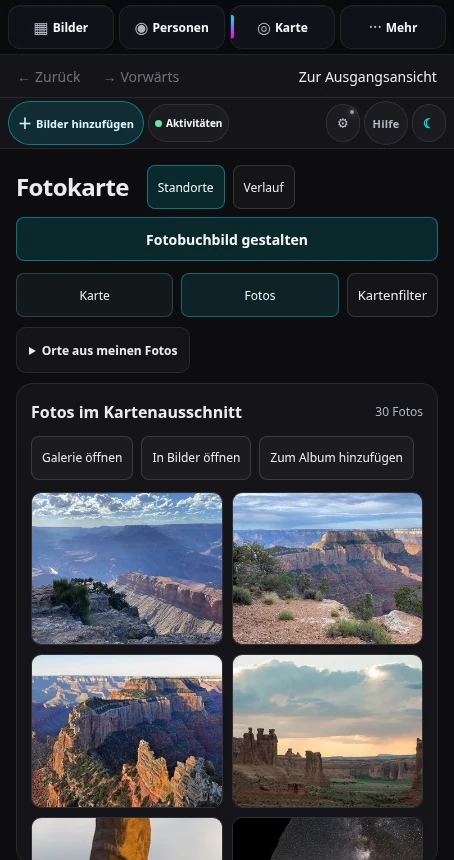 Bilder
Personen
Karte
Mehr
← Zurück
→ Vorwärts
Zur Ausgangsansicht
+ Bilder hinzufügen
Aktivitäten
Hilfe
Fotokarte
Standorte
Verlauf
Fotobuchbild gestalten
Karte
Fotos
Kartenfilter
Orte aus meinen Fotos
Fotos im Kartenausschnitt
30 Fotos
Galerie öffnen
In Bilder öffnen
Zum Album hinzufügen